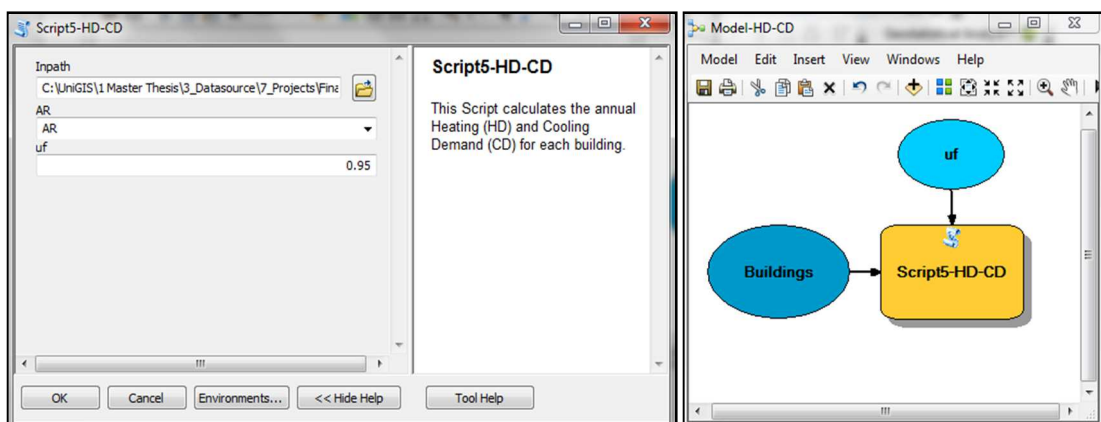 Script5-HD-CD
Inpath
C:\UniGIS\1 Master Thesis\3_Datasource\7_Projects\Fina
AR
AR
uf
0.95
Script5-HD-CD
This Script calculates the annual
Heating (HD) and Cooling
Demand (CD) for each building.
OK
Cancel
Environments...
<< Hide Help
Tool Help
Model-HD-CD
Model Edit Insert View Windows Help
uf
Buildings
Script5-HD-CD